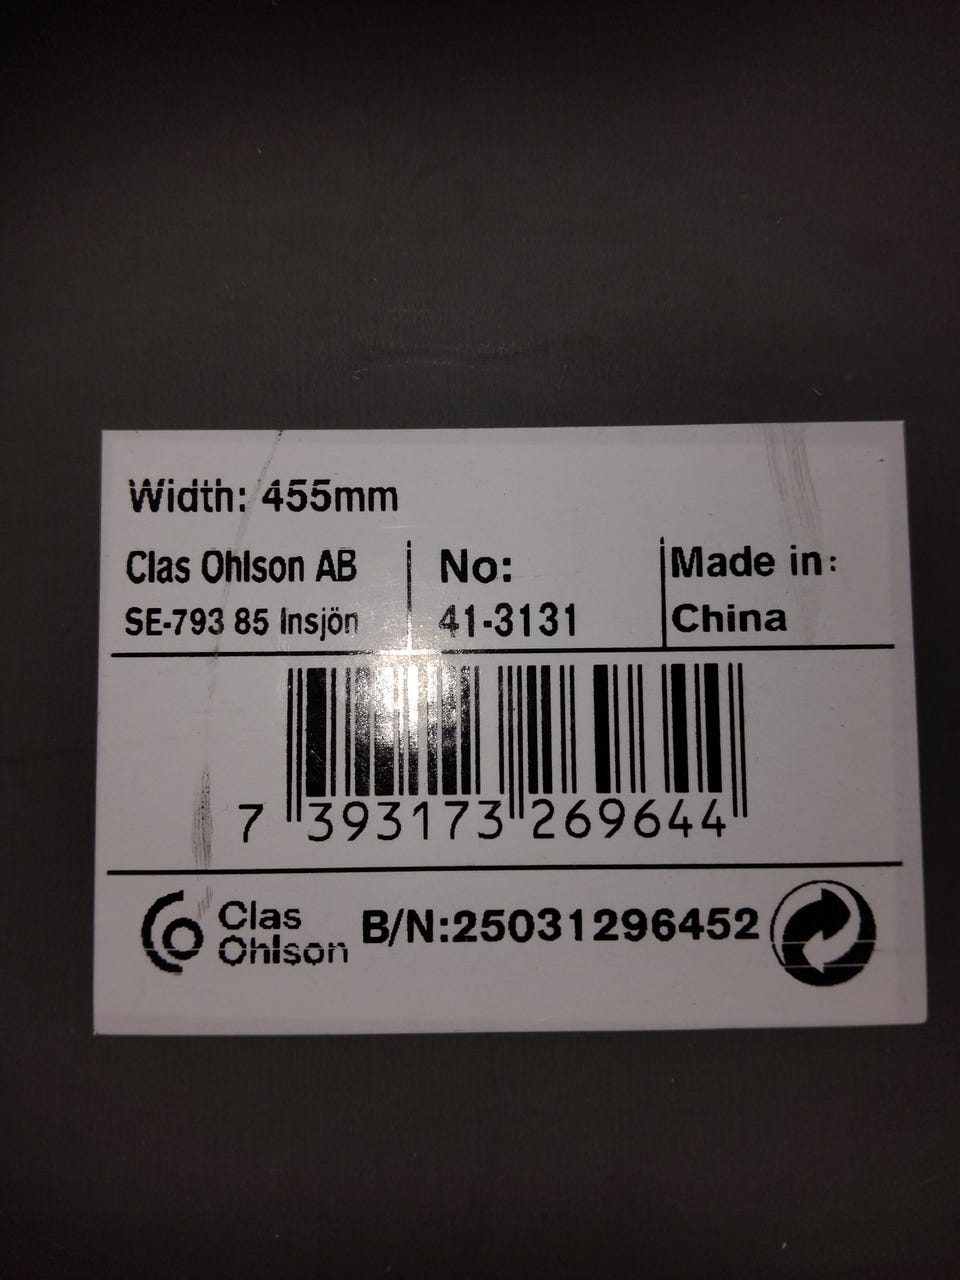 Width: 455mm
Clas Ohlson AB
SE-793 85 Insjön
No:
41-3131
Made in:
China
7 393173 269644
Clas
Ohlson
B/N:25031296452